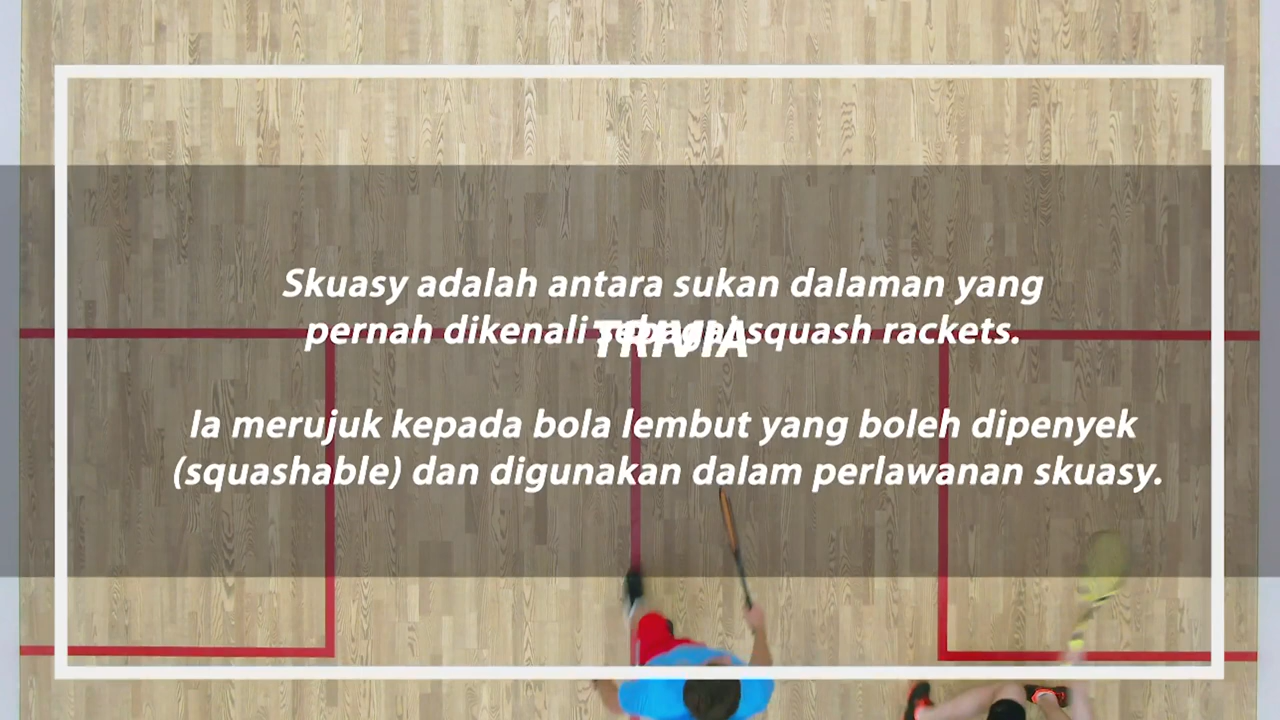 Skuasy adalah antara sukan dalaman yang
pernah dikenali sebagai squash rackets.
TRIVIA
Ia merujuk kepada bola lembut yang boleh dipenyek
(squashable) dan digunakan dalam perlawanan skuasy.